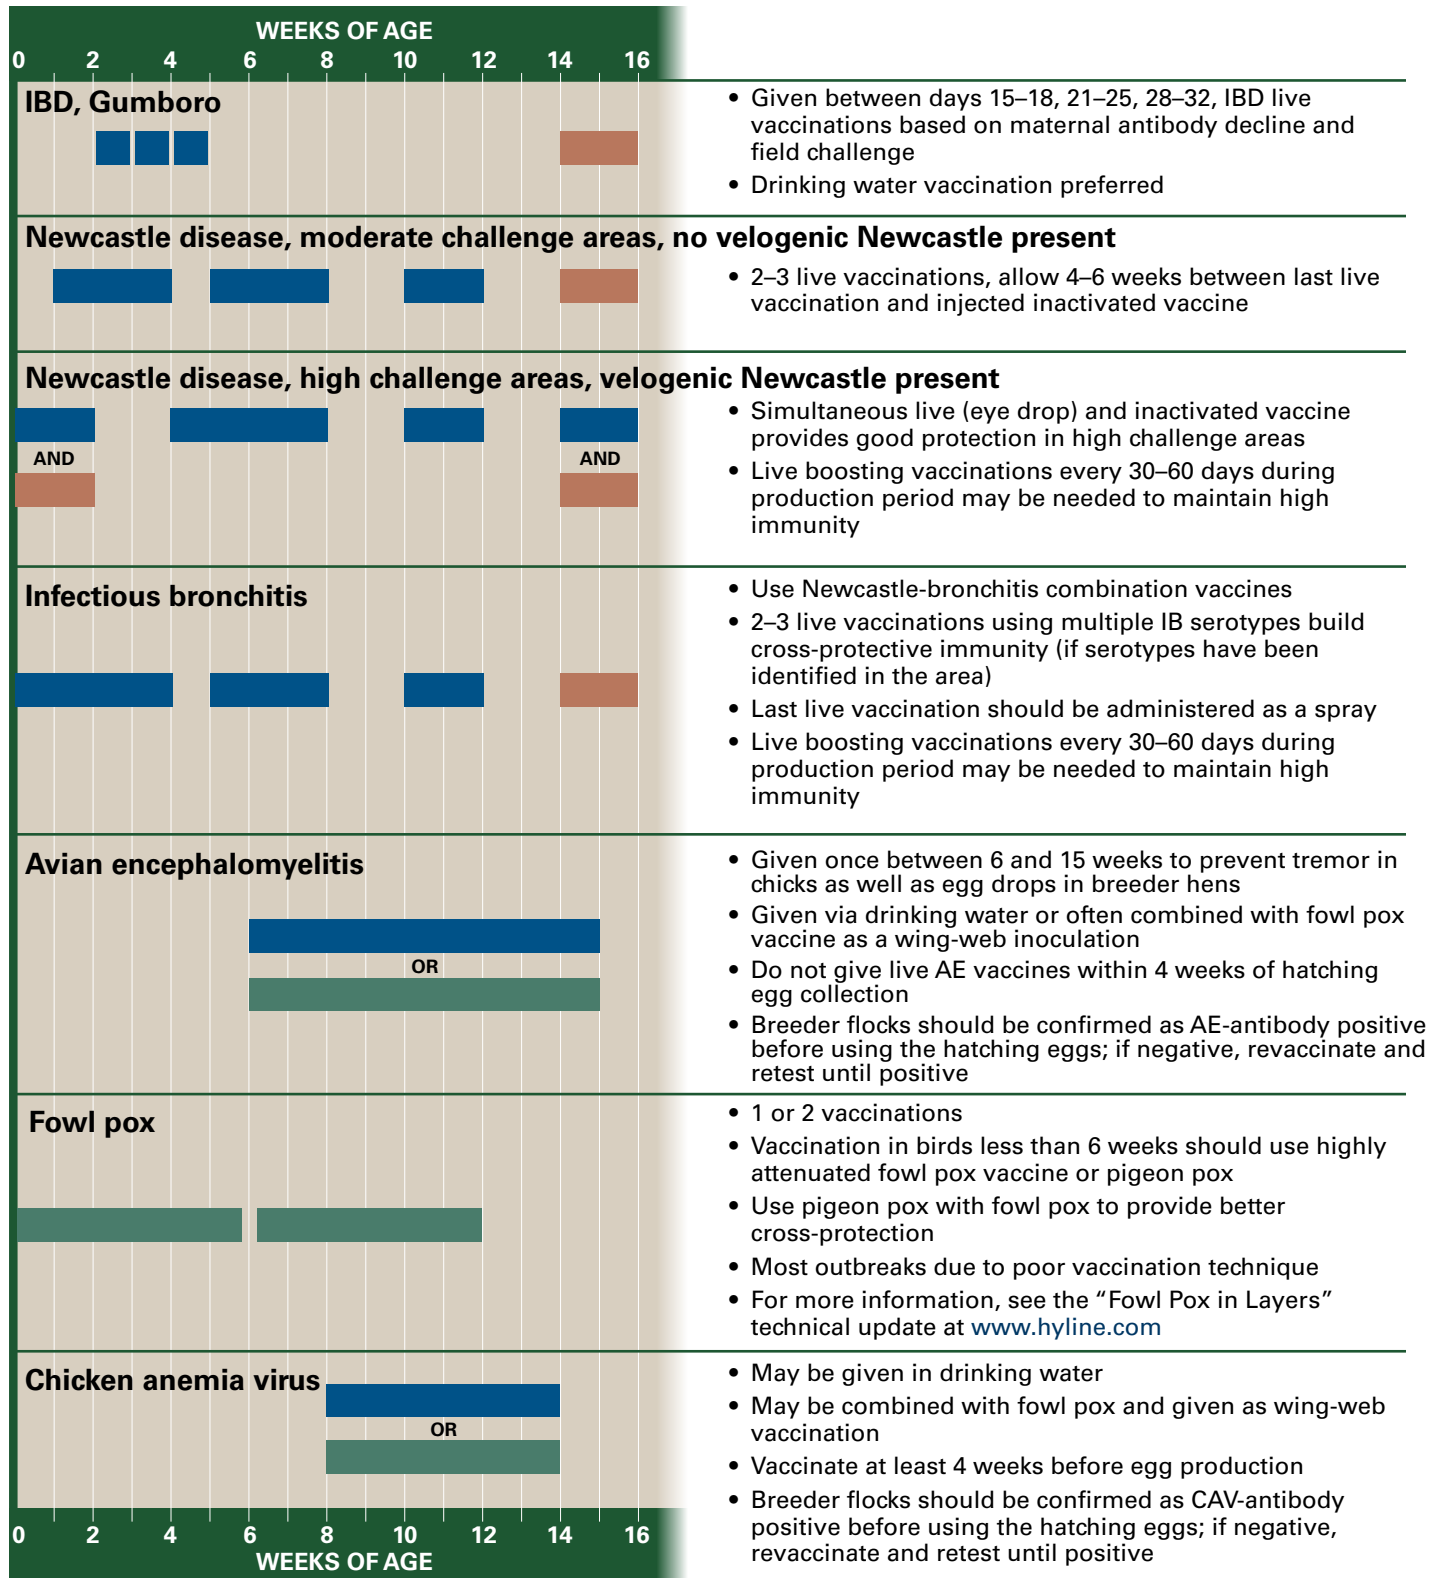 WEEKS OF AGE
0 2 4 6 8 10 12 14 16
IBD, Gumboro
• Given between days 15–18, 21–25, 28–32, IBD live
vaccinations based on maternal antibody decline and
field challenge
• Drinking water vaccination preferred
Newcastle disease, moderate challenge areas, no velogenic Newcastle present
• 2–3 live vaccinations, allow 4–6 weeks between last live
vaccination and injected inactivated vaccine
Newcastle disease, high challenge areas, velogenic Newcastle present
AND
AND
• Simultaneous live (eye drop) and inactivated vaccine
provides good protection in high challenge areas
• Live boosting vaccinations every 30–60 days during
production period may be needed to maintain high
immunity
Infectious bronchitis
• Use Newcastle-bronchitis combination vaccines
• 2–3 live vaccinations using multiple IB serotypes build
cross-protective immunity (if serotypes have been
identified in the area)
• Last live vaccination should be administered as a spray
• Live boosting vaccinations every 30–60 days during
production period may be needed to maintain high
immunity
Avian encephalomyelitis
OR
• Given once between 6 and 15 weeks to prevent tremor in
chicks as well as egg drops in breeder hens
• Given via drinking water or often combined with fowl pox
vaccine as a wing-web inoculation
• Do not give live AE vaccines within 4 weeks of hatching
egg collection
• Breeder flocks should be confirmed as AE-antibody positive
before using the hatching eggs; if negative, revaccinate and
retest until positive
Fowl pox
• 1 or 2 vaccinations
• Vaccination in birds less than 6 weeks should use highly
attenuated fowl pox vaccine or pigeon pox
• Use pigeon pox with fowl pox to provide better
cross-protection
• Most outbreaks due to poor vaccination technique
• For more information, see the “Fowl Pox in Layers”
technical update at www.hyline.com
Chicken anemia virus
OR
• May be given in drinking water
• May be combined with fowl pox and given as wing-web
vaccination
• Vaccinate at least 4 weeks before egg production
• Breeder flocks should be confirmed as CAV-antibody
positive before using the hatching eggs; if negative,
revaccinate and retest until positive
0 2 4 6 8 10 12 14 16
WEEKS OF AGE